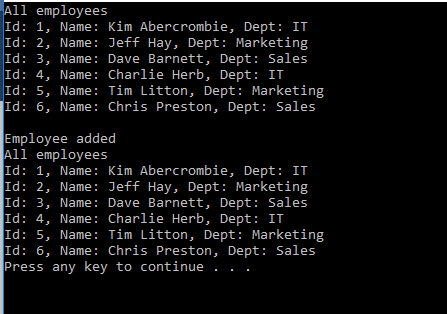 All employees
Id: 1, Name: Kim Abercrombie, Dept: IT
Id: 2, Name: Jeff Hay, Dept: Marketing
Id: 3, Name: Dave Barnett, Dept: Sales
Id: 4, Name: Charlie Herb, Dept: IT
Id: 5, Name: Tim Litton, Dept: Marketing
Id: 6, Name: Chris Preston, Dept: Sales

Employee added
All employees
Id: 1, Name: Kim Abercrombie, Dept: IT
Id: 2, Name: Jeff Hay, Dept: Marketing
Id: 3, Name: Dave Barnett, Dept: Sales
Id: 4, Name: Charlie Herb, Dept: IT
Id: 5, Name: Tim Litton, Dept: Marketing
Id: 6, Name: Chris Preston, Dept: Sales
Press any key to continue . . .